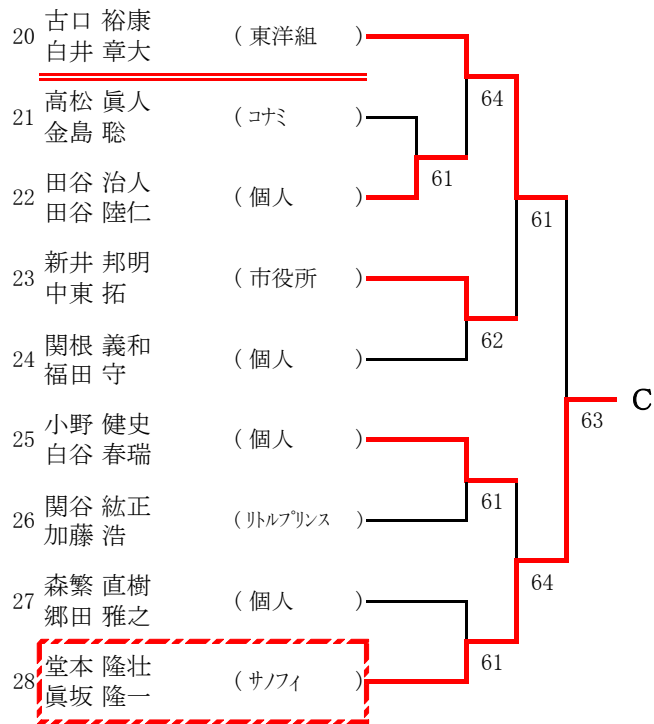 20 古口 裕康 ( 東洋組 )
白井 章大
64
21 高松 眞人 ( コナミ )
金島 聡
61
22 田谷 治人 ( 個人 )
田谷 陸仁
61
23 新井 邦明 ( 市役所 )
中東 拓
62
24 関根 義和 ( 個人 )
福田 守
63 C
25 小野 健史 ( 個人 )
白谷 春瑞
61
26 関谷 紘正 ( リトルプリンス )
加藤 浩
64
27 森繁 直樹 ( 個人 )
郷田 雅之
61
28 堂本 隆壮 ( サノフィ )
眞坂 隆一